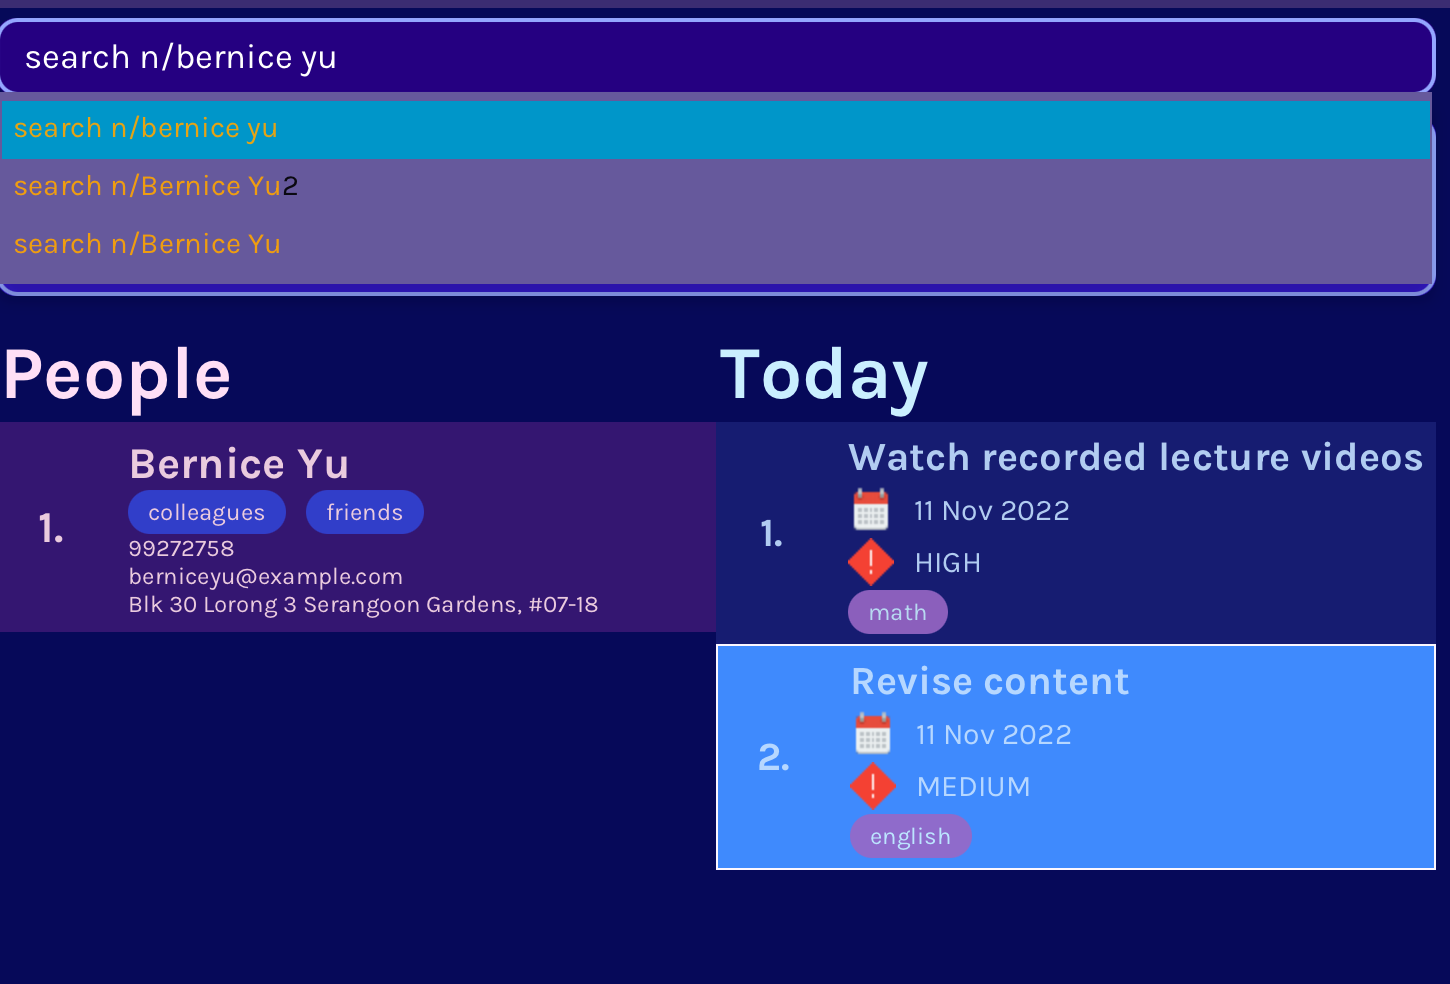 search n/bernice yu
search n/bernice yu
search n/Bernice Yu2
search n/Bernice Yu
People
1.
Bernice Yu
colleagues friends
99272758
berniceyu@example.com
Blk 30 Lorong 3 Serangoon Gardens, #07-18
Today
1.
Watch recorded lecture videos
11 Nov 2022
HIGH
math
2.
Revise content
11 Nov 2022
MEDIUM
english